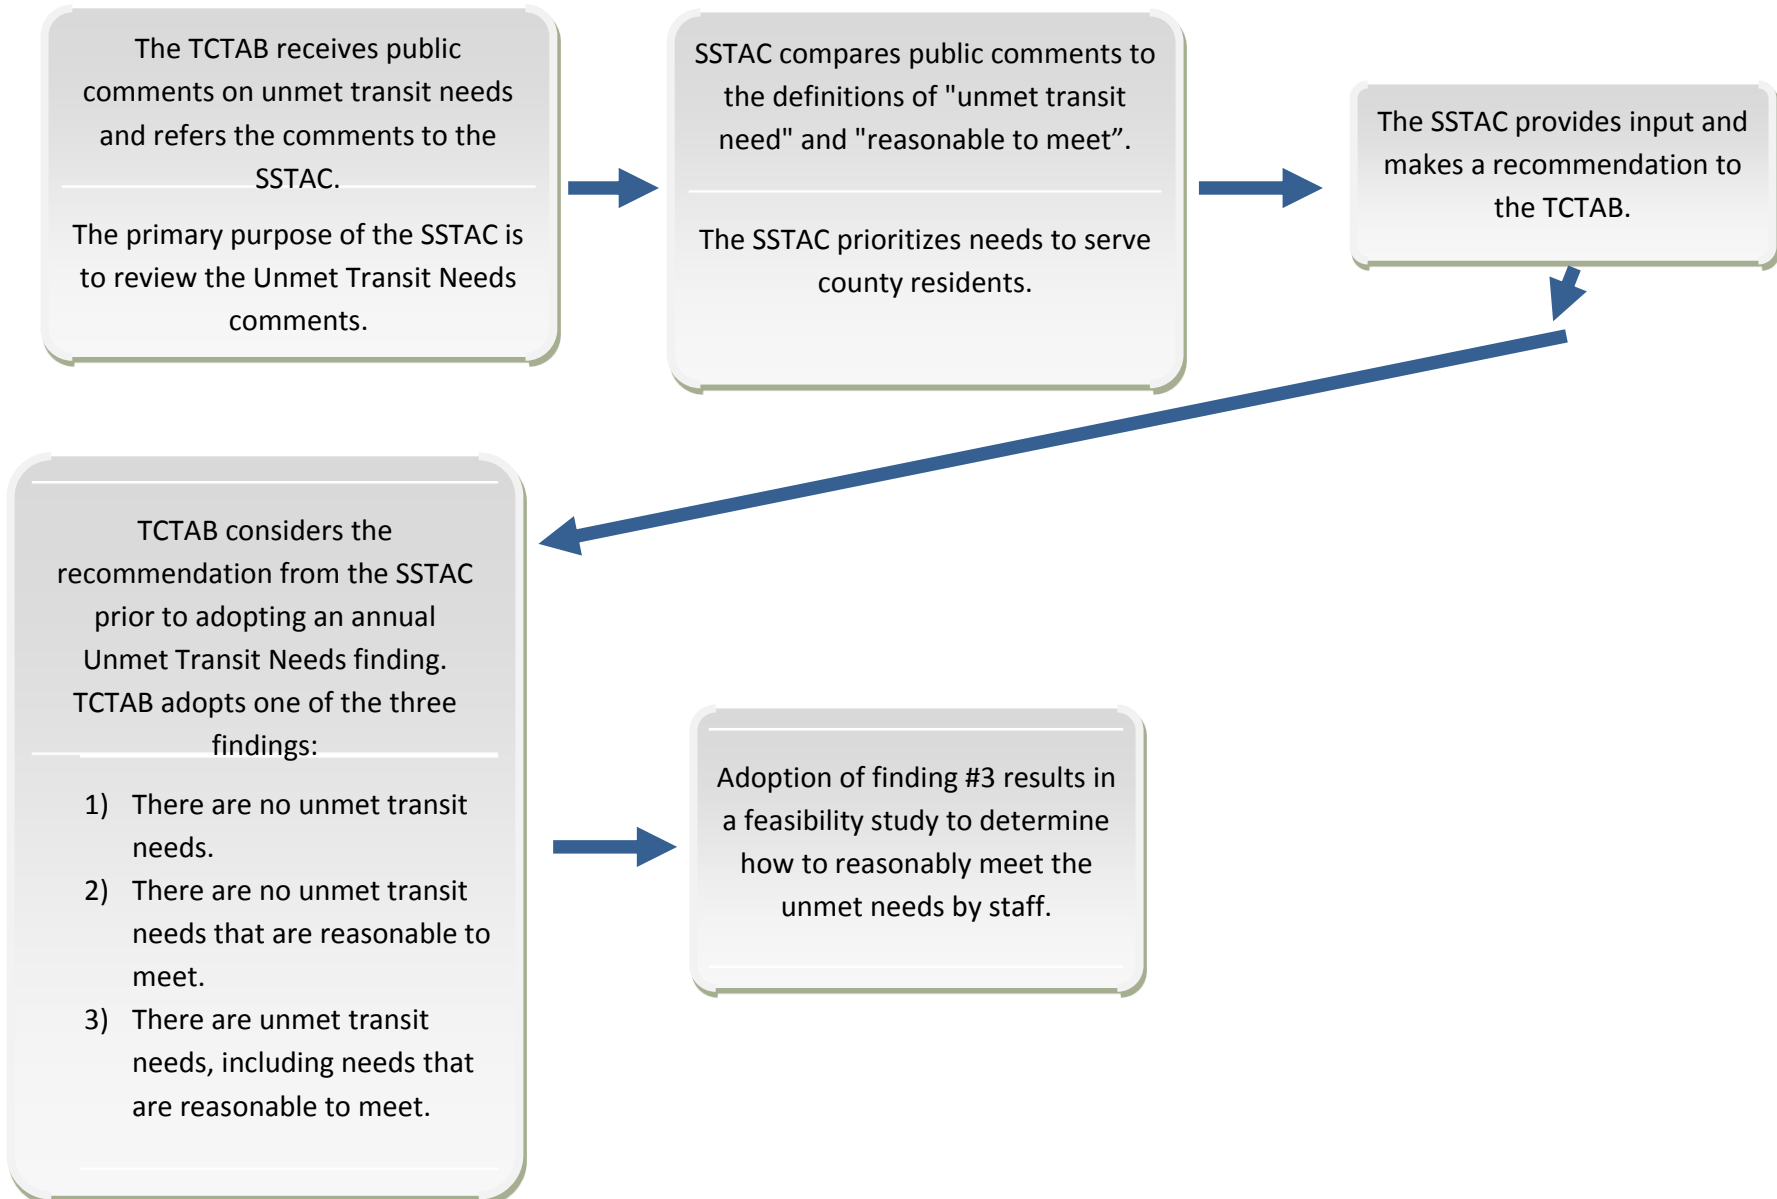 The TCTAB receives public
comments on unmet transit needs
and refers the comments to the
SSTAC.
The primary purpose of the SSTAC is
to review the Unmet Transit Needs
comments.
SSTAC compares public comments to
the definitions of "unmet transit
need" and "reasonable to meet”.
The SSTAC prioritizes needs to serve
county residents.
The SSTAC provides input and
makes a recommendation to
the TCTAB.
TCTAB considers the
recommendation from the SSTAC
prior to adopting an annual
Unmet Transit Needs finding.
TCTAB adopts one of the three
findings:
1) There are no unmet transit
needs.
2) There are no unmet transit
needs that are reasonable to
meet.
3) There are unmet transit
needs, including needs that
are reasonable to meet.
Adoption of finding #3 results in
a feasibility study to determine
how to reasonably meet the
unmet needs by staff.